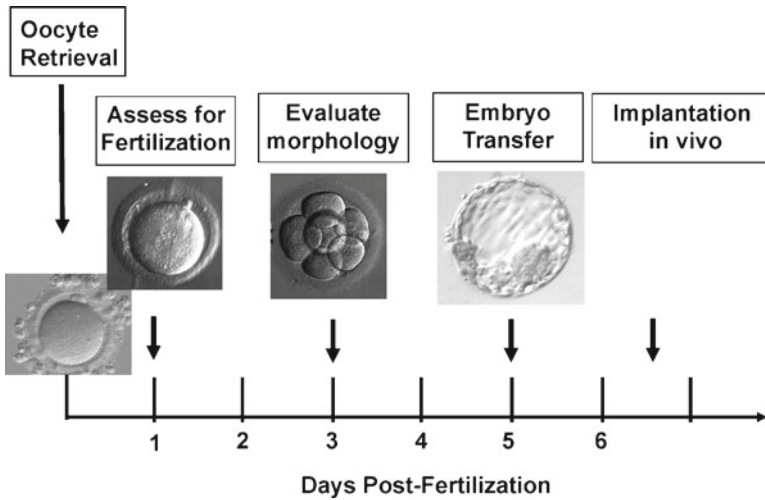 Oocyte
Retrieval
Assess for
Fertilization
Evaluate
morphology
Embryo
Transfer
Implantation
in vivo
1 2 3 4 5 6
Days Post-Fertilization